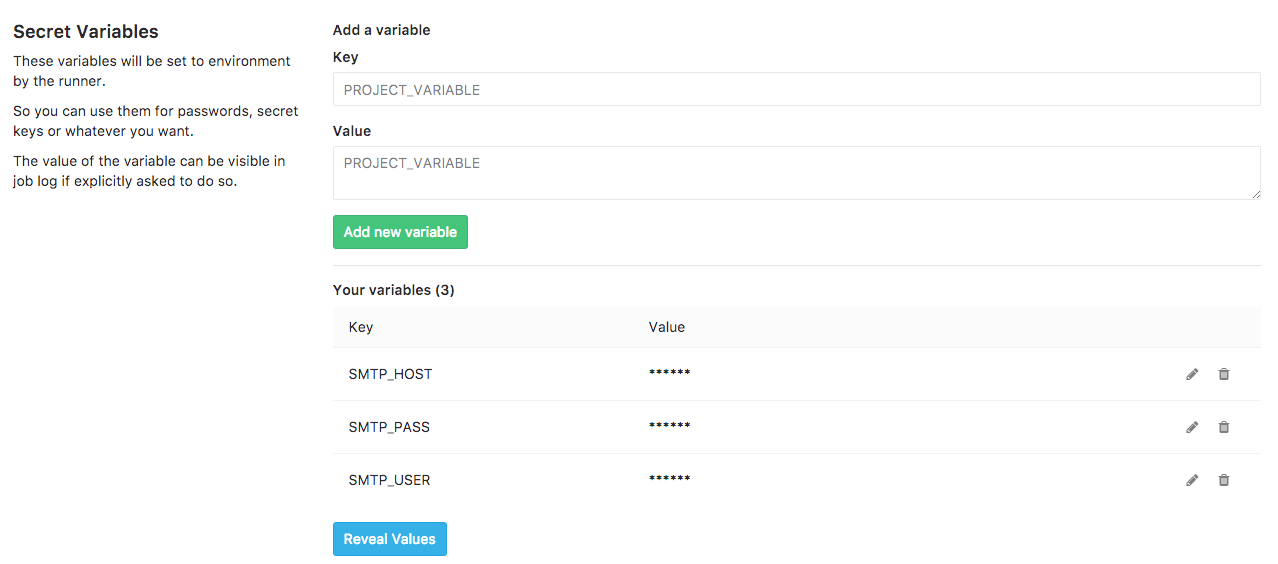 Secret Variables
These variables will be set to environment
by the runner.
So you can use them for passwords, secret
keys or whatever you want.
The value of the variable can be visible in
job log if explicitly asked to do so.
Add a variable
Key
PROJECT_VARIABLE
Value
PROJECT_VARIABLE
Add new variable
Your variables (3)
Key Value
SMTP_HOST ******
SMTP_PASS ******
SMTP_USER ******
Reveal Values